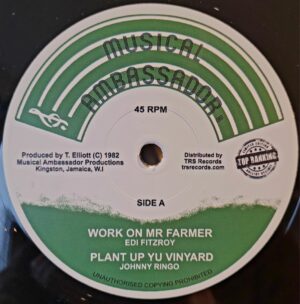 MUSICAL
AMBASSADOR
45 RPM
Produced by T. Elliott (C) 1982
Musical Ambassador Productions
Kingston, Jamaica, W.I
Distributed by
TRS Records
trsrecords.com
TOP RANKING
SIDE A
WORK ON MR FARMER
EDI FITZROY
PLANT UP YU VINYARD
JOHNNY RINGO
UNAUTHORISED COPYING PROHIBITED